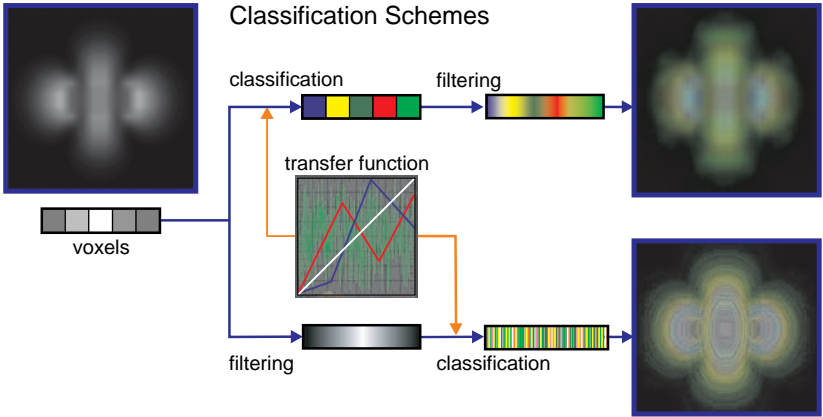 Classification Schemes
classification
filtering
transfer function
voxels
filtering
classification